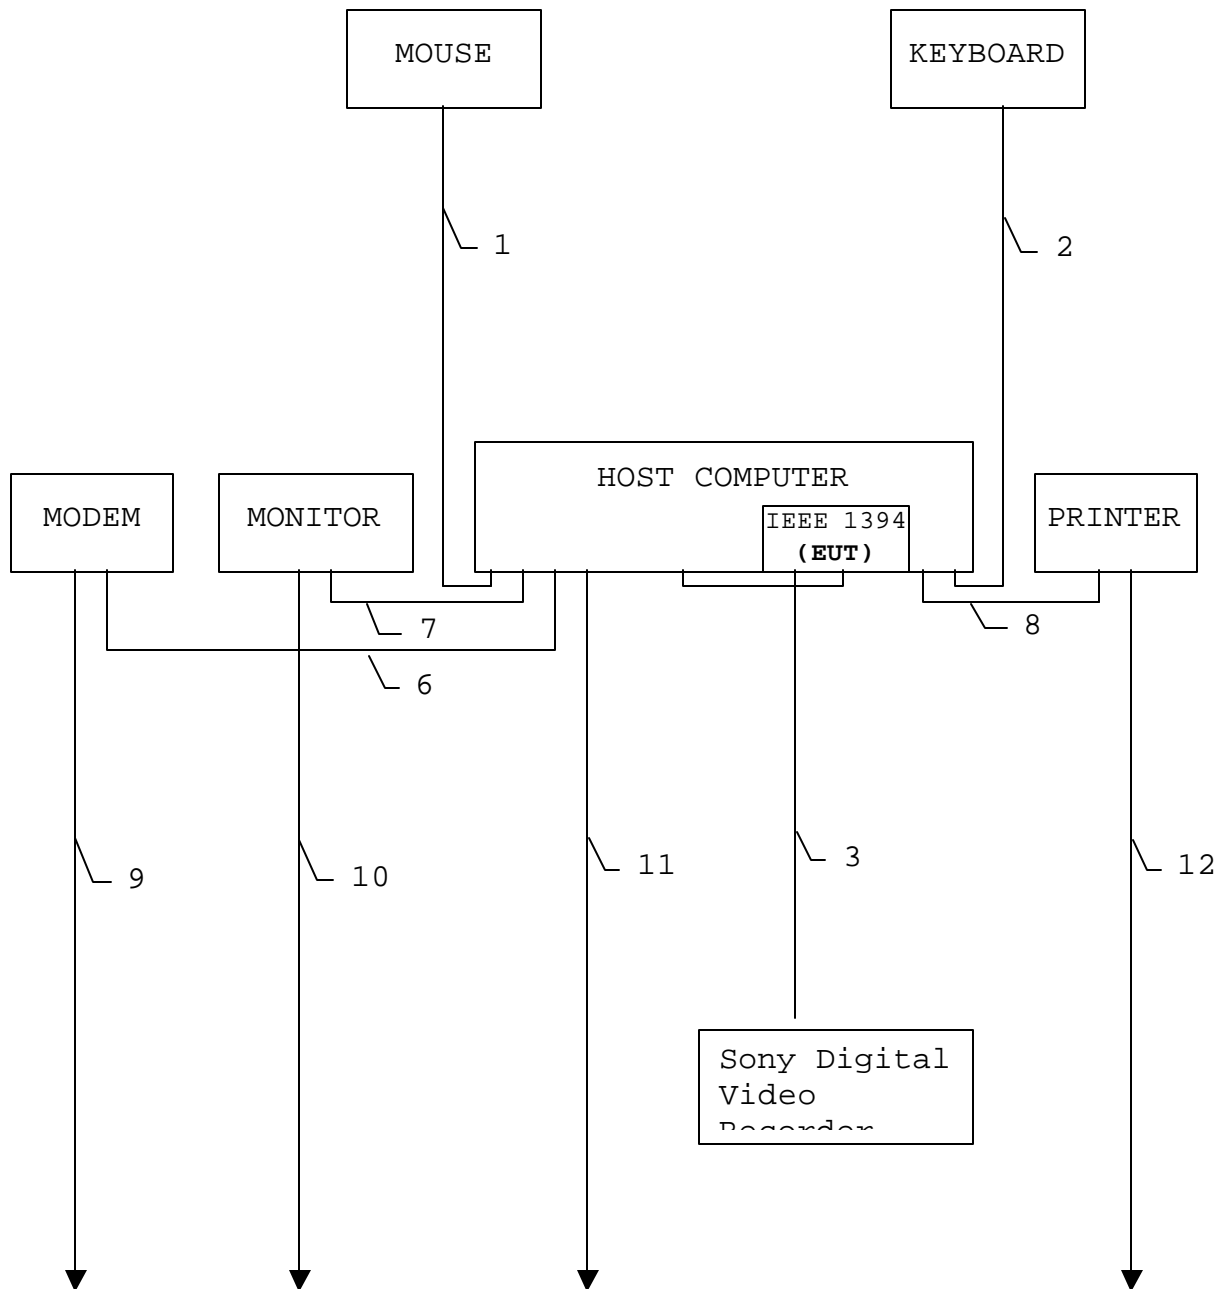 MOUSE
KEYBOARD
1
2
HOST COMPUTER
MODEM
MONITOR
IEEE 1394
(EUT)
PRINTER
7
8
6
9
10
11
3
12
Sony Digital
Video
Recorder